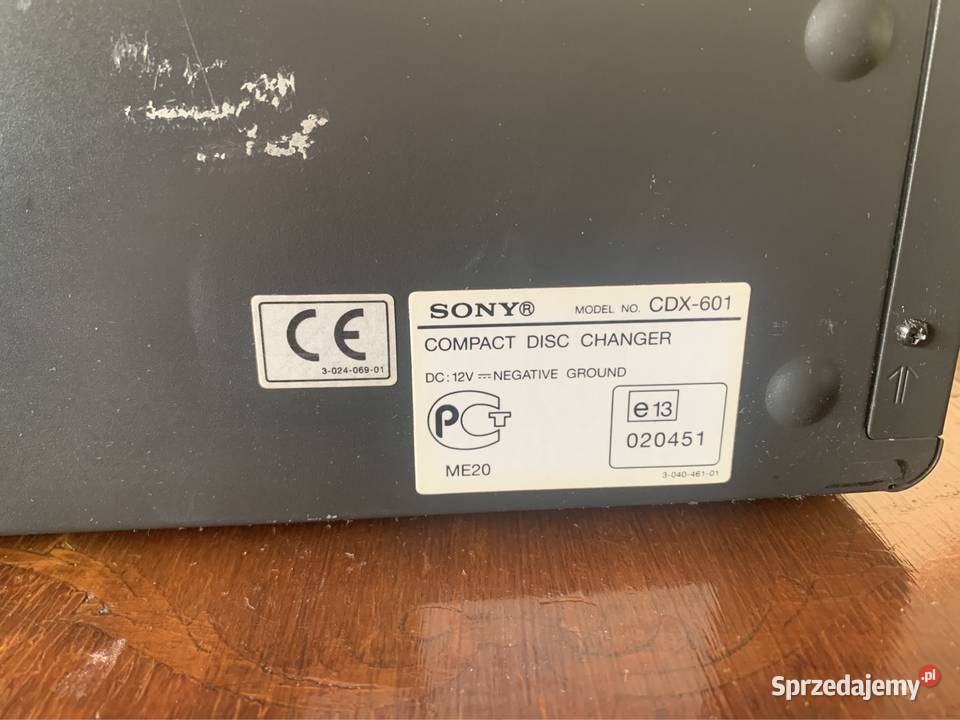 CE
3-024-069-01
SONY® MODEL NO. CDX-601
COMPACT DISC CHANGER
DC: 12V ⎓ NEGATIVE GROUND
PCT
e13
020451
ME20
3-040-461-01
Sprzedajemy.pl